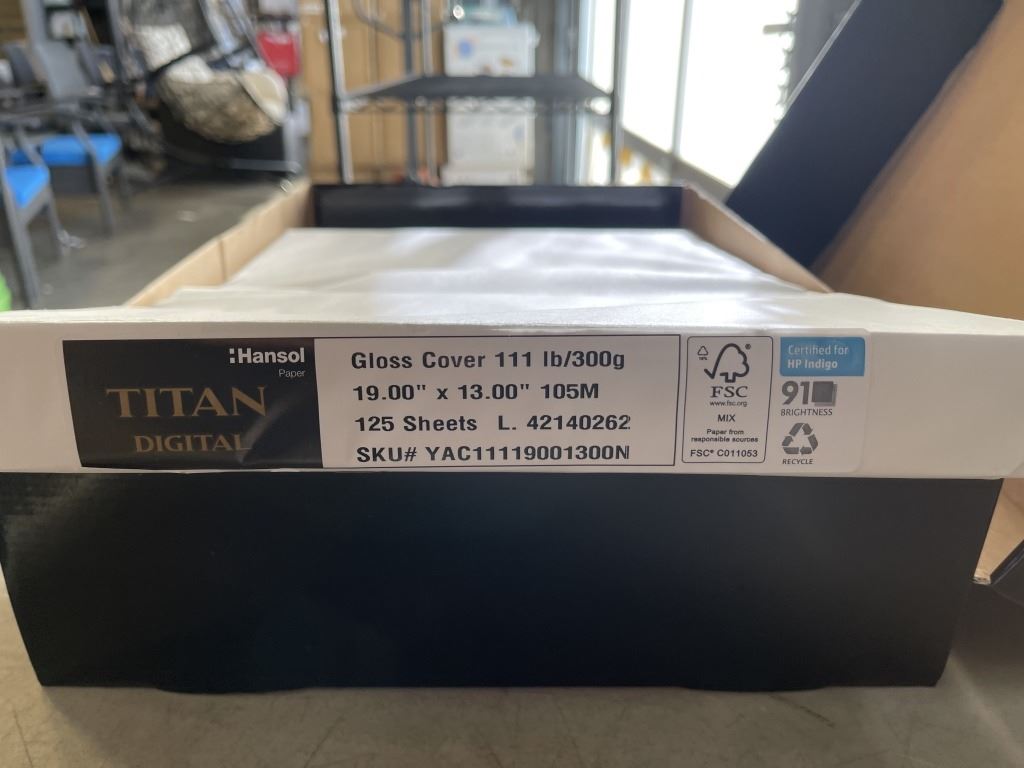 Hansol
Paper
TITAN
DIGITAL
Gloss Cover 111 lb/300g
19.00" x 13.00" 105M
125 Sheets L. 42140262
SKU# YAC11119001300N
FSC®
www.fsc.org
MIX
Paper from
responsible sources
FSC® C011053
Certified for
HP Indigo
91
BRIGHTNESS
RECYCLE